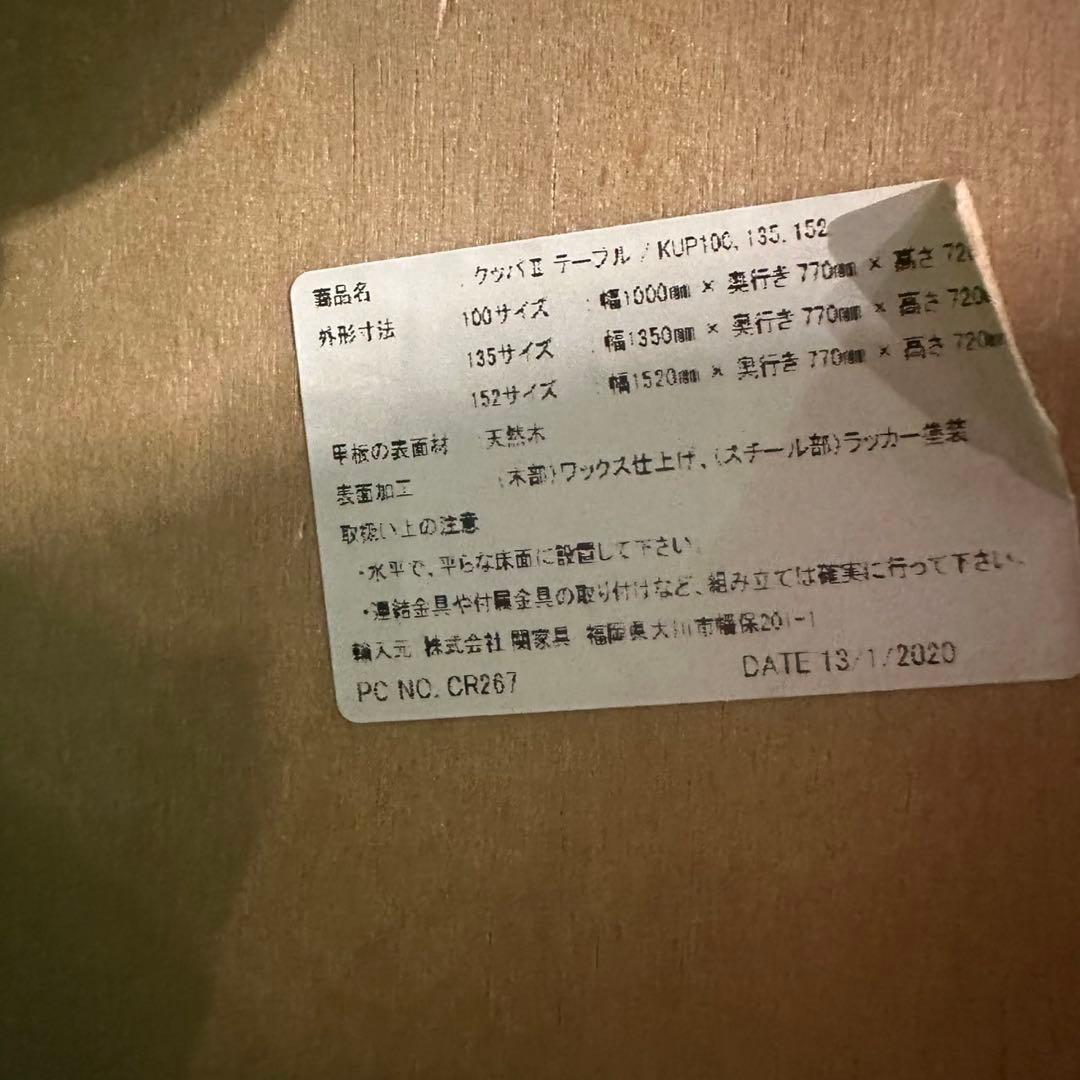 商品名 クッパⅡ テーブル / KUP100, 135, 152
外形寸法 100サイズ : 幅1000mm × 奥行き 770mm × 高さ 720
135サイズ : 幅1350mm × 奥行き 770mm × 高さ 720mm
152サイズ : 幅1520mm × 奥行き 770mm × 高さ 720mm
甲板の表面材 天然木
表面加工 (木部)ワックス仕上げ、(スチール部)ラッカー塗装
取扱い上の注意
・水平で、平らな床面に設置して下さい。
・連結金具や付属金具の取り付けなど、組み立ては確実に行って下さい。
輸入元 株式会社 関家具 福岡県大川市幡保201-1
PC NO. CR267 DATE 13/1/2020